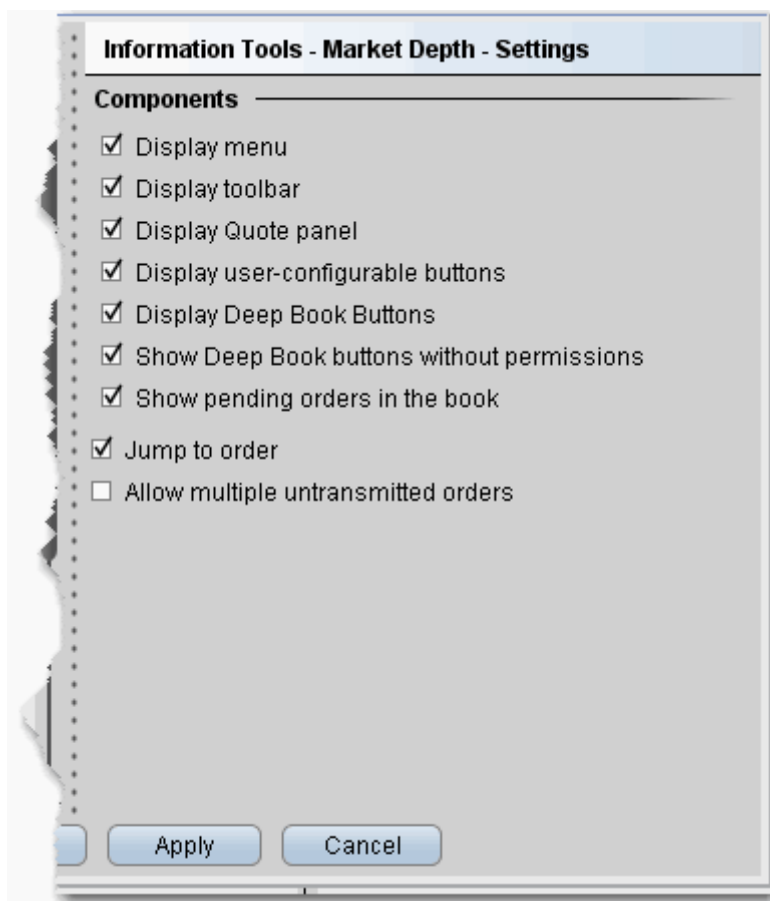 Information Tools - Market Depth - Settings
Components
Display menu
Display toolbar
Display Quote panel
Display user-configurable buttons
Display Deep Book Buttons
Show Deep Book buttons without permissions
Show pending orders in the book
Jump to order
Allow multiple untransmitted orders
Apply Cancel